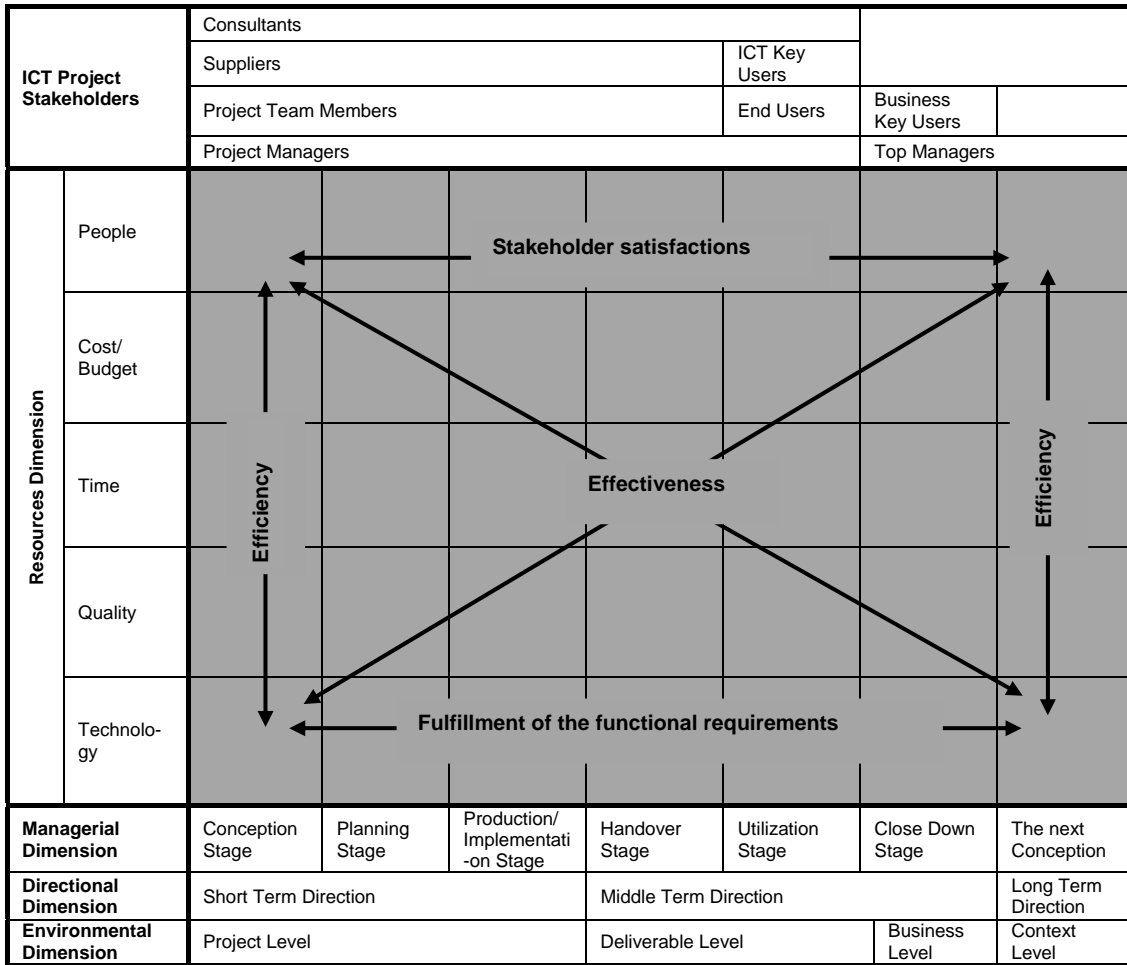 ICT Project
Stakeholders
Consultants
Suppliers
ICT Key
Users
Project Team Members
End Users
Business
Key Users
Project Managers
Top Managers
Resources Dimension
People
Cost/
Budget
Time
Quality
Technolo-
gy
Stakeholder satisfactions
Efficiency
Effectiveness
Efficiency
Fulfillment of the functional requirements
Managerial
Dimension
Conception
Stage
Planning
Stage
Production/
Implementati
-on Stage
Handover
Stage
Utilization
Stage
Close Down
Stage
The next
Conception
Directional
Dimension
Short Term Direction
Middle Term Direction
Long Term
Direction
Environmental
Dimension
Project Level
Deliverable Level
Business
Level
Context
Level